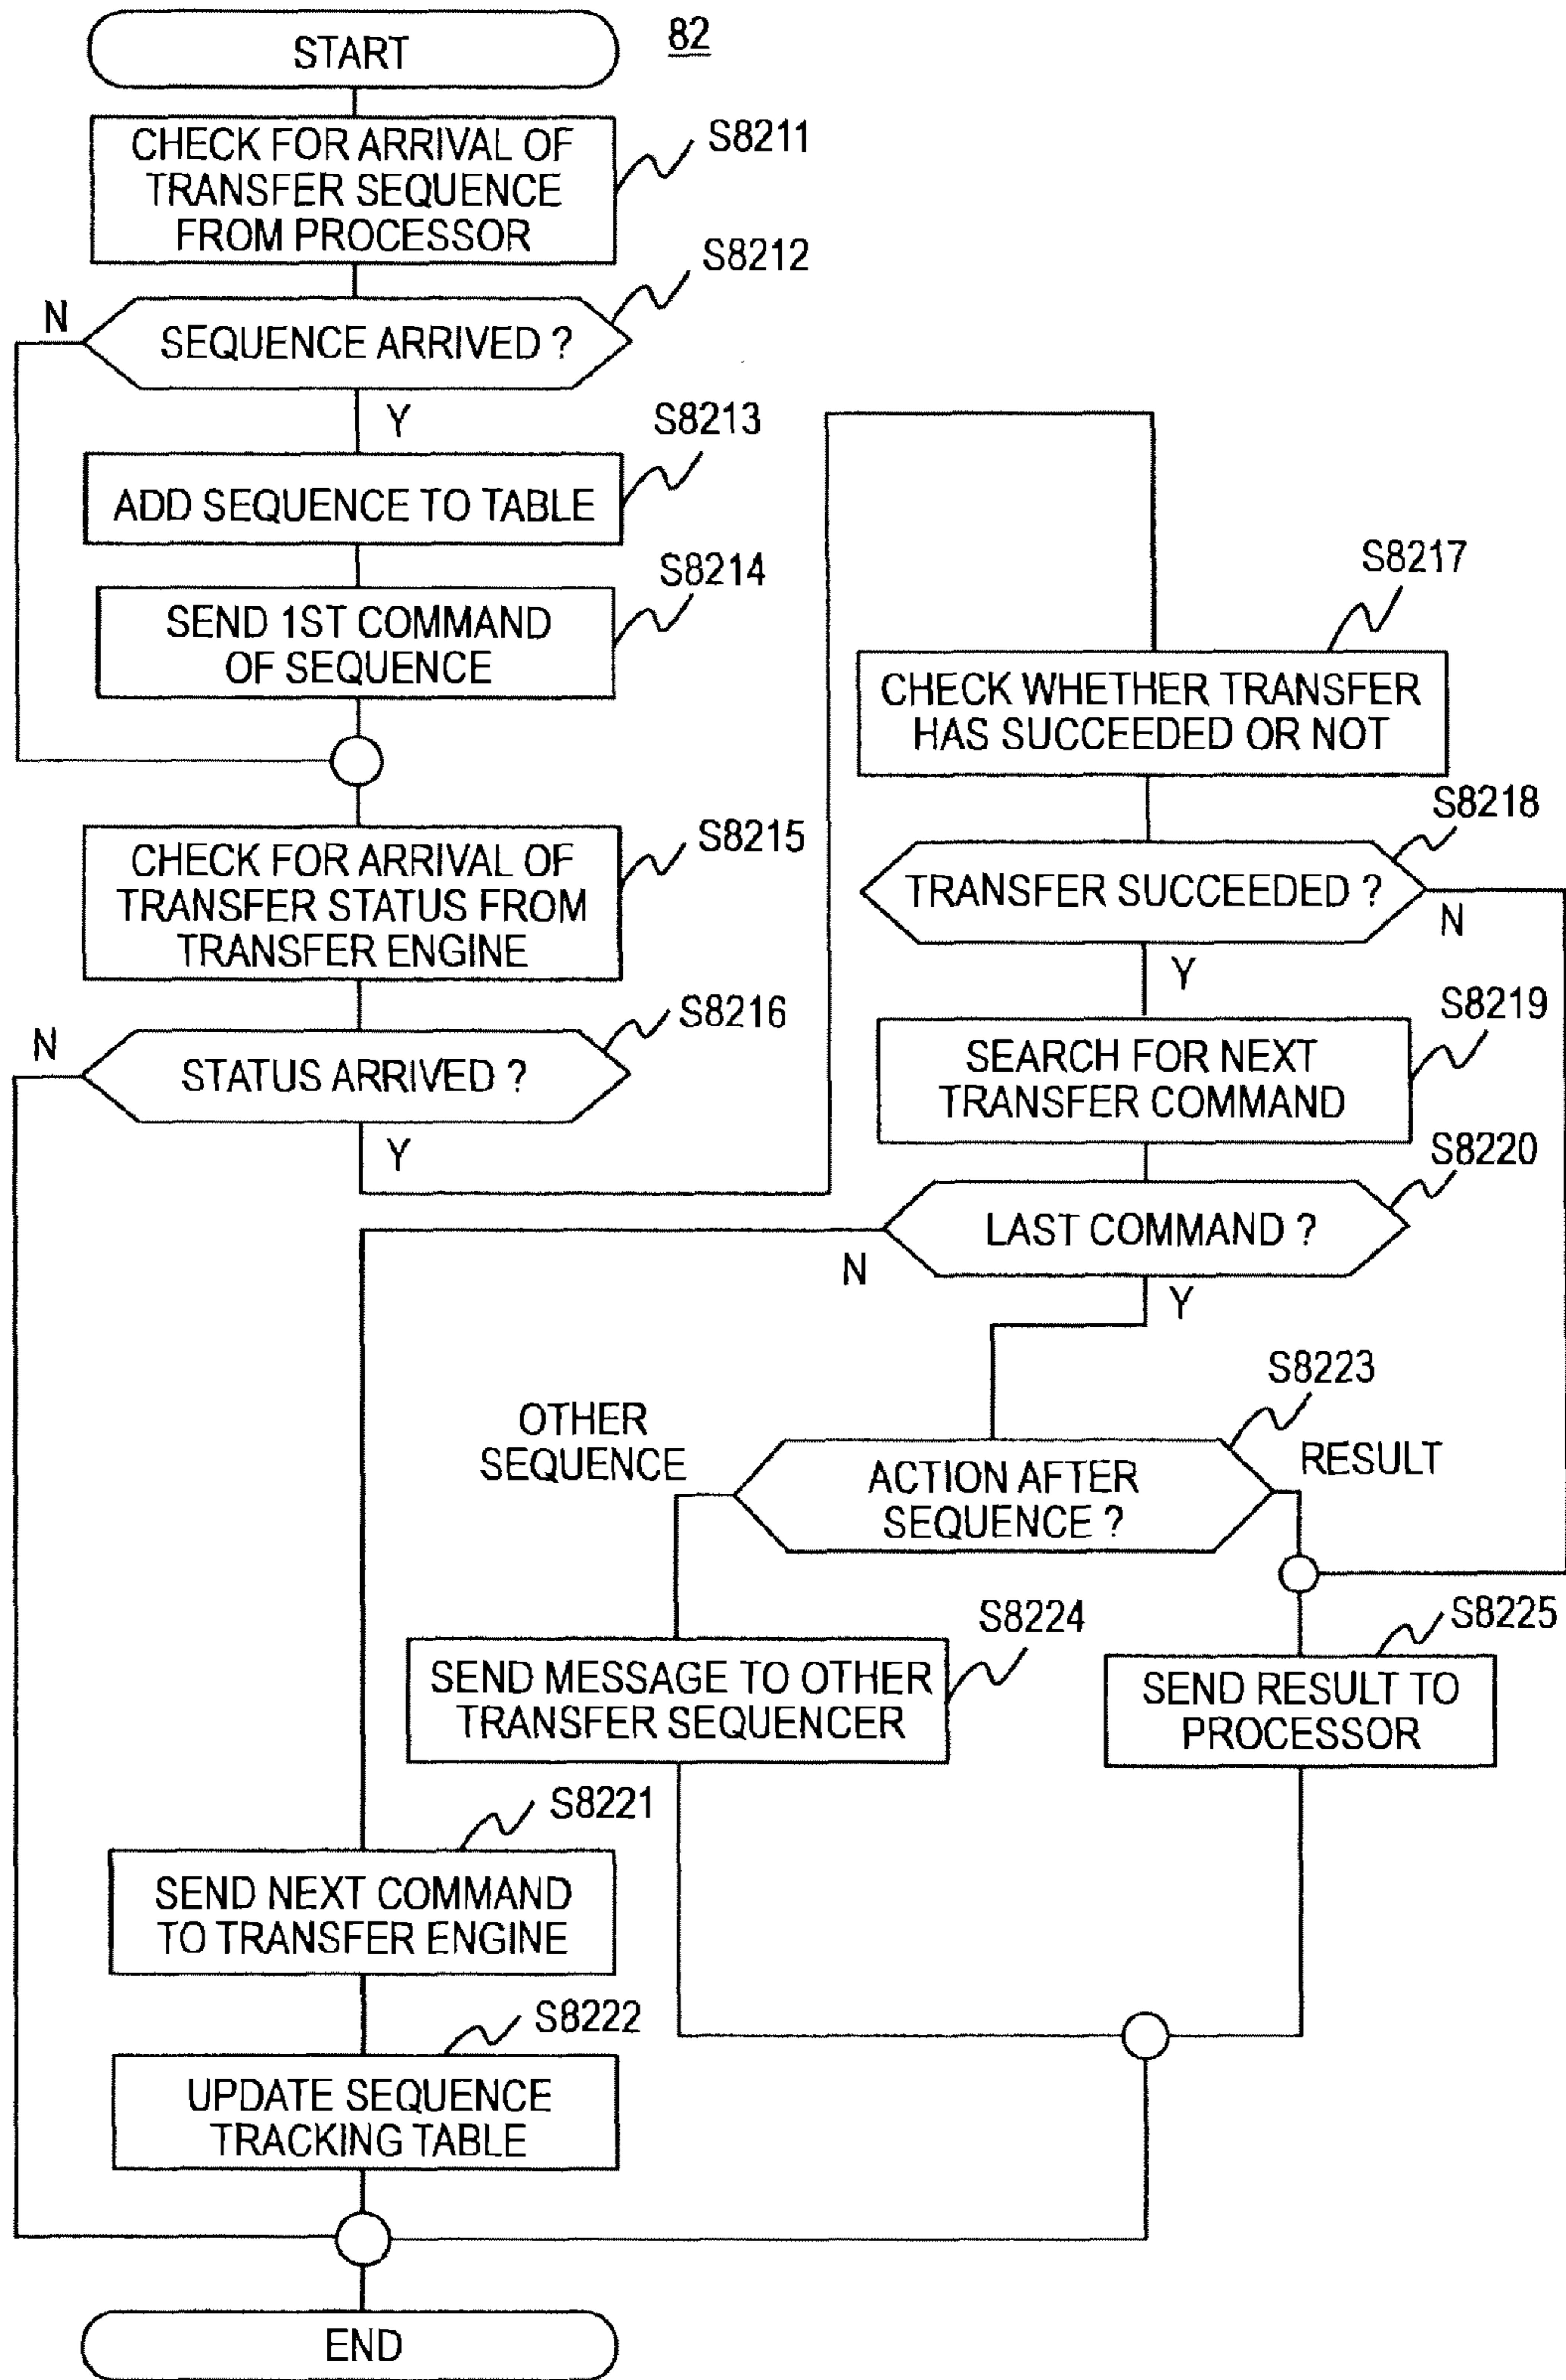 82
START
CHECK FOR ARRIVAL OF
TRANSFER SEQUENCE
FROM PROCESSOR
S8211
S8212
N
SEQUENCE ARRIVED ?
Y
S8213
ADD SEQUENCE TO TABLE
S8214
SEND 1ST COMMAND
OF SEQUENCE
CHECK FOR ARRIVAL OF
TRANSFER STATUS FROM
TRANSFER ENGINE
S8215
S8216
N
STATUS ARRIVED ?
Y
S8217
CHECK WHETHER TRANSFER
HAS SUCCEEDED OR NOT
S8218
TRANSFER SUCCEEDED ?
N
Y
S8219
SEARCH FOR NEXT
TRANSFER COMMAND
S8220
LAST COMMAND ?
N
Y
S8223
OTHER
SEQUENCE
ACTION AFTER
SEQUENCE ?
RESULT
S8224
SEND MESSAGE TO OTHER
TRANSFER SEQUENCER
S8225
SEND RESULT TO
PROCESSOR
S8221
SEND NEXT COMMAND
TO TRANSFER ENGINE
S8222
UPDATE SEQUENCE
TRACKING TABLE
END